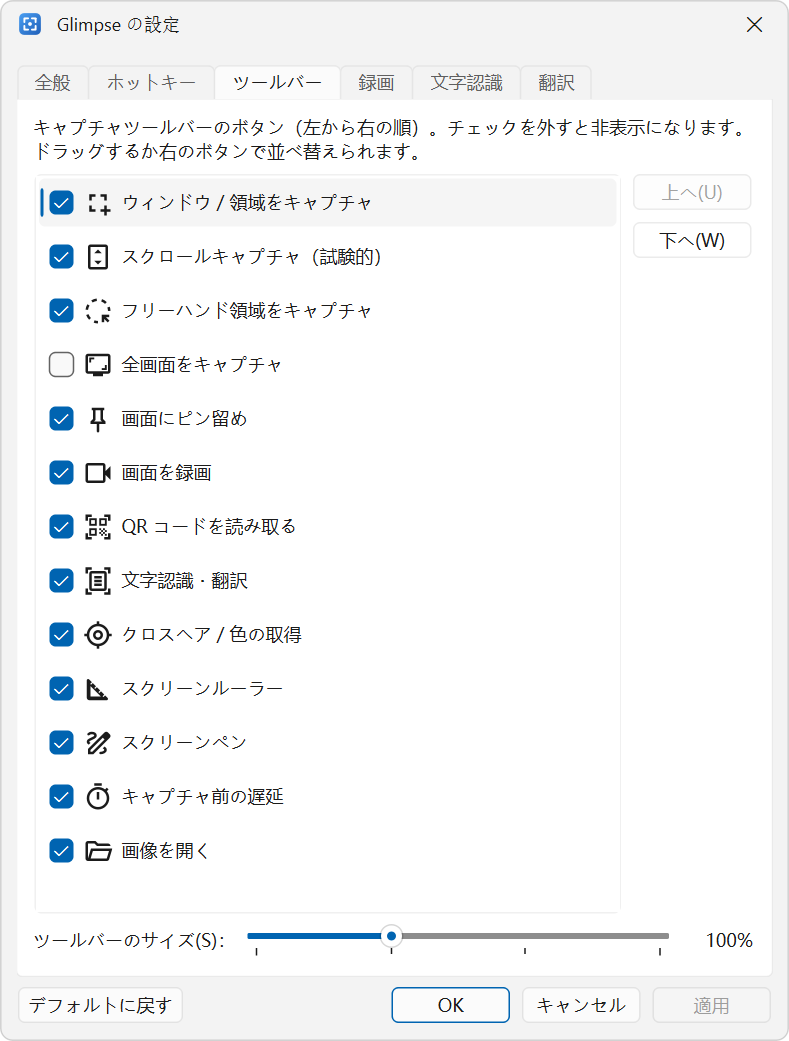 Glimpse の設定
全般
ホットキー
ツールバー
録画
文字認識
翻訳
キャプチャツールバーのボタン（左から右の順）。チェックを外すと非表示になります。
ドラッグするか右のボタンで並べ替えられます。
ウィンドウ / 領域をキャプチャ
スクロールキャプチャ（試験的）
フリーハンド領域をキャプチャ
全画面をキャプチャ
画面にピン留め
画面を録画
QR コードを読み取る
文字認識・翻訳
クロスヘア / 色の取得
スクリーンルーラー
スクリーンペン
キャプチャ前の遅延
画像を開く
上へ(U)
下へ(W)
ツールバーのサイズ(S):
100%
デフォルトに戻す
OK
キャンセル
適用